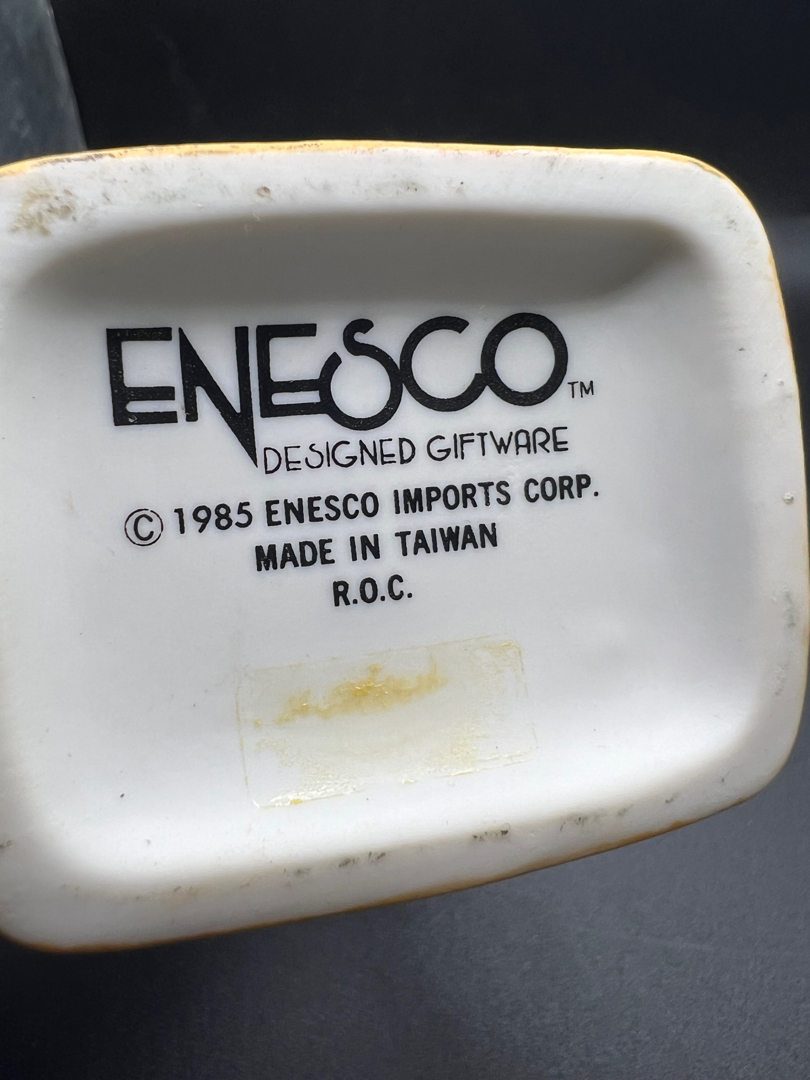 ENESCO™
DESIGNED GIFTWARE
© 1985 ENESCO IMPORTS CORP.
MADE IN TAIWAN
R.O.C.